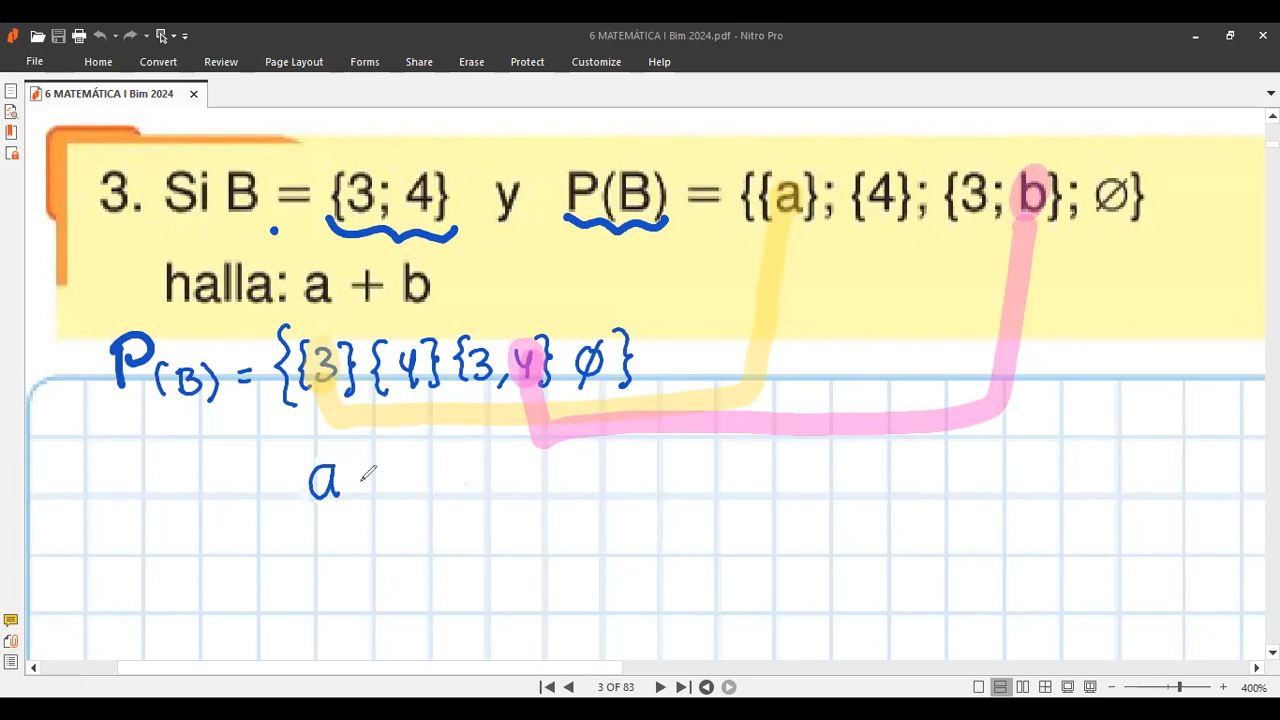 6 MATEMÁTICA I Bim 2024.pdf - Nitro Pro
File Home Convert Review Page Layout Forms Share Erase Protect Customize Help
6 MATEMÁTICA I Bim 2024
3. Si B = {3; 4} y P(B) = {{a}; {4}; {3; b}; ∅}
halla: a + b
P(B) = {{3}{4}{3,4}∅}
a
3 OF 83
400%